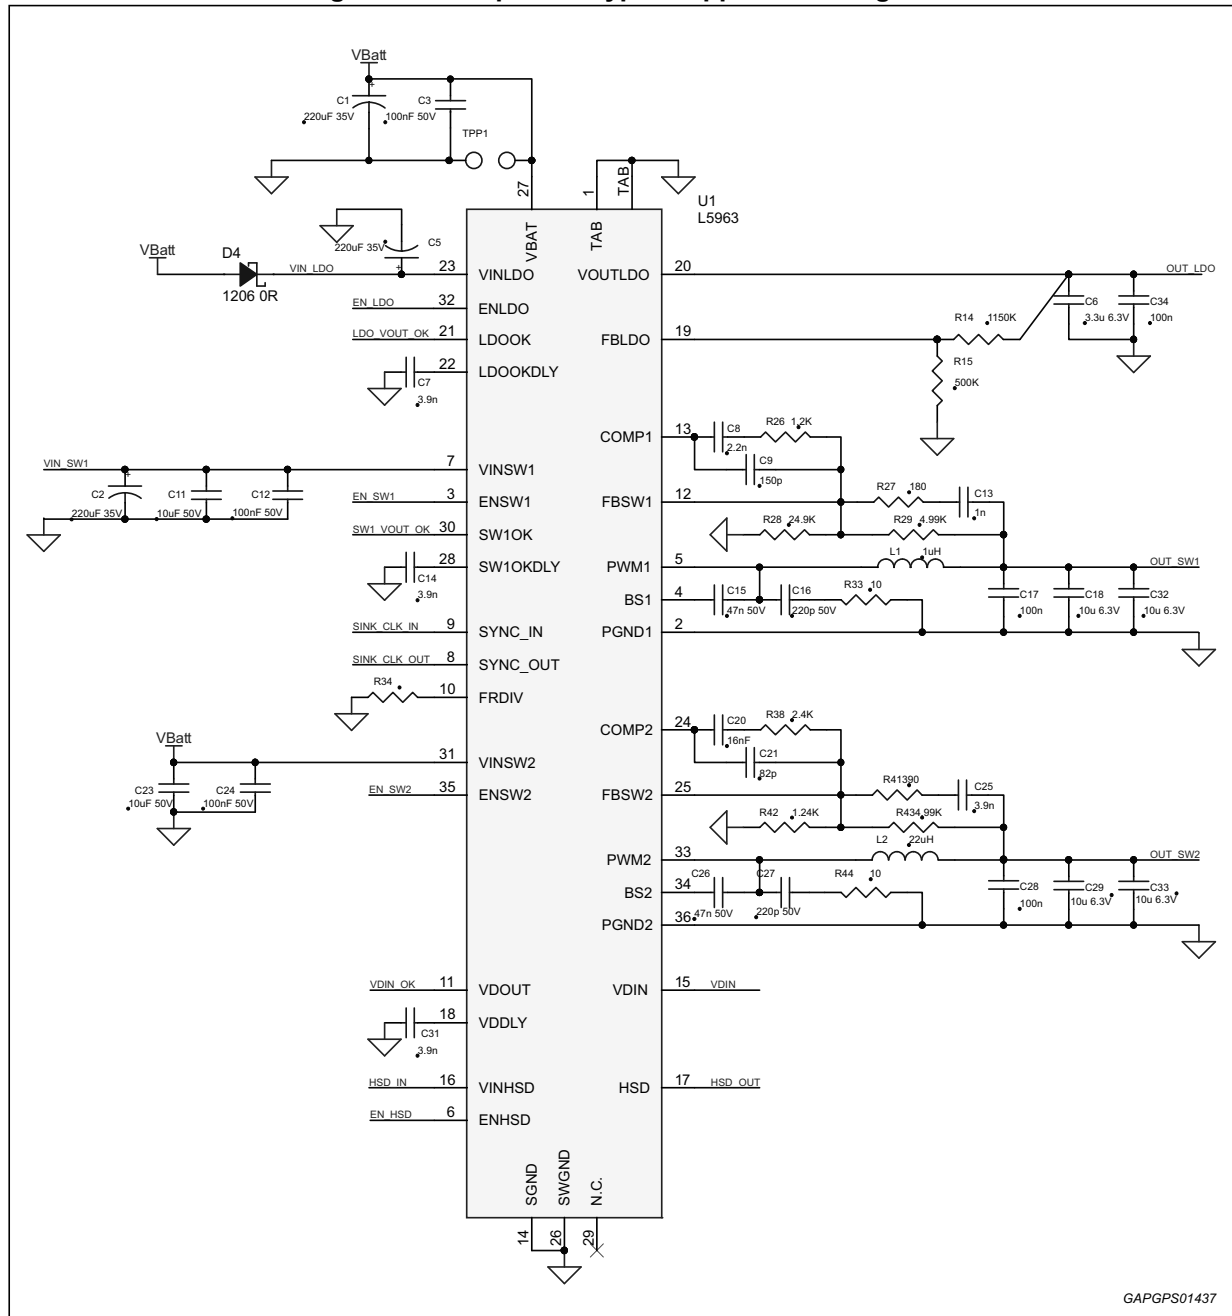 VBatt
C1
220uF 35V
C3
100nF 50V
TPP1
27
1
TAB
U1
L5963
VBAT
TAB
VBatt
D4
1206 0R
VIN_LDO
220uF 35V
C5
23 VINLDO
VOUTLDO 20
OUT_LDO
EN_LDO 32 ENLDO
C6
3.3u 6.3V
C34
100n
LDO_VOUT_OK 21 LDOOK
FBLDO 19
R14 1150K
R15
500K
22 LDOOKDLY
C7
3.9n
COMP1 13
C8
2.2n
R26 1.2K
C9
150p
VIN_SW1
7 VINSW1
C2
220uF 35V
C11
10uF 50V
C12
100nF 50V
EN_SW1 3 ENSW1
FBSW1 12
R27 180
C13
1n
SW1_VOUT_OK 30 SW1OK
R28 24.9K
R29 4.99K
28 SW1OKDLY
C14
3.9n
PWM1 5
L1 1uH
OUT_SW1
BS1 4
C15
47n 50V
C16
220p 50V
R33 10
C17
100n
C18
10u 6.3V
C32
10u 6.3V
SINK_CLK_IN 9 SYNC_IN
PGND1 2
SINK_CLK_OUT 8 SYNC_OUT
R34
10 FRDIV
COMP2 24
C20
16nF
R38 2.4K
C21
82p
VBatt
31 VINSW2
C23
10uF 50V
C24
100nF 50V
EN_SW2 35 ENSW2
FBSW2 25
R41390
C25
3.9n
R42 1.24K
R434.99K
PWM2 33
L2 22uH
OUT_SW2
BS2 34
C26
47n 50V
C27
220p 50V
R44 10
C28
100n
C29
10u 6.3V
C33
10u 6.3V
PGND2 36
VDIN_OK 11 VDOUT
VDIN 15 VDIN
18 VDDLY
C31
3.9n
HSD_IN 16 VINHSD
HSD 17 HSD_OUT
EN_HSD 6 ENHSD
SGND
SWGND
N.C.
14
26
29
GAPGPS01437